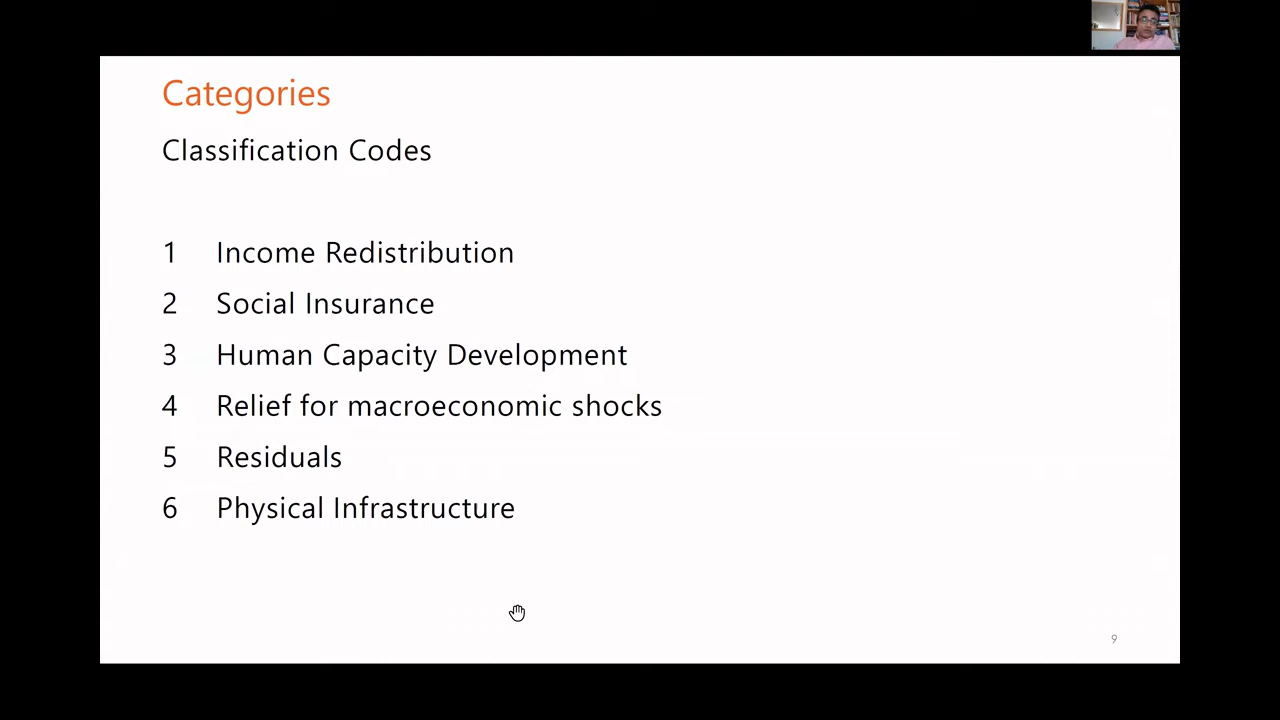 Categories
Classification Codes
1 Income Redistribution
2 Social Insurance
3 Human Capacity Development
4 Relief for macroeconomic shocks
5 Residuals
6 Physical Infrastructure
9